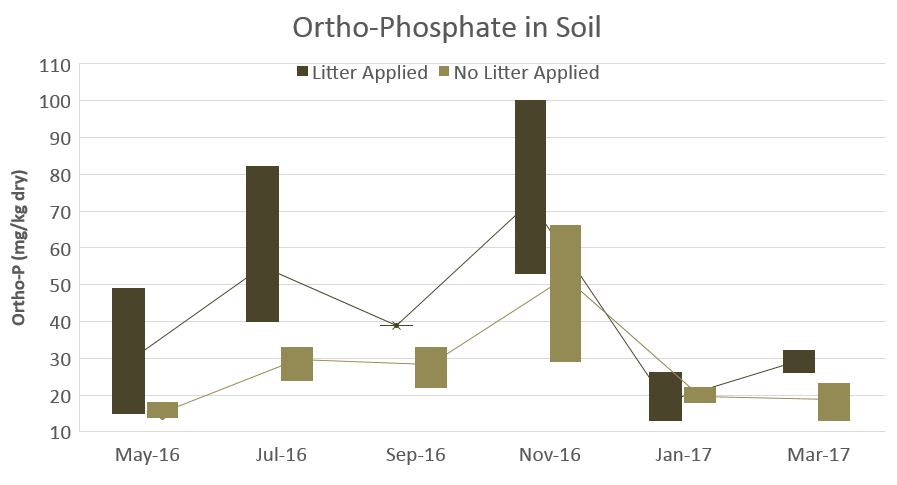 Ortho-Phosphate in Soil
Litter Applied No Litter Applied
Ortho-P (mg/kg dry)
110
100
90
80
70
60
50
40
30
20
10
May-16 Jul-16 Sep-16 Nov-16 Jan-17 Mar-17